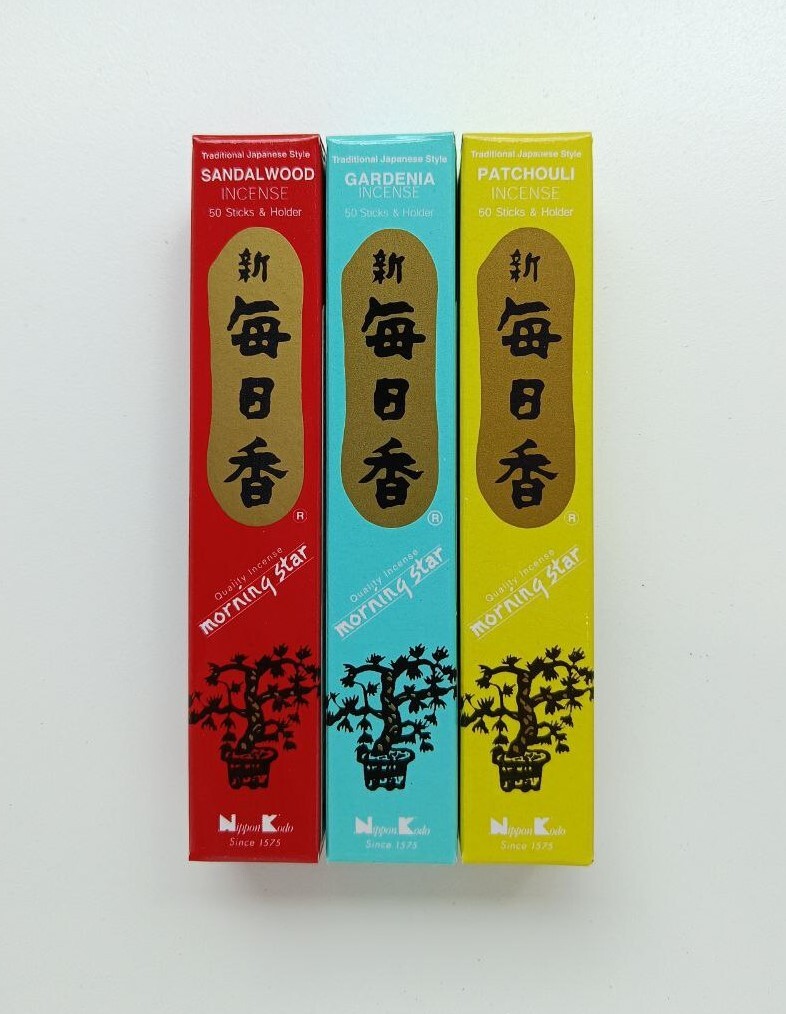 Traditional Japanese Style
SANDALWOOD
INCENSE
50 Sticks & Holder
新
毎
日
香
®
Quality Incense
morning star
Nippon Kodo
Since 1575
Traditional Japanese Style
GARDENIA
INCENSE
50 Sticks & Holder
新
毎
日
香
®
Quality Incense
morning star
Nippon Kodo
Since 1575
Traditional Japanese Style
PATCHOULI
INCENSE
50 Sticks & Holder
新
毎
日
香
®
Quality Incense
morning star
Nippon Kodo
Since 1575